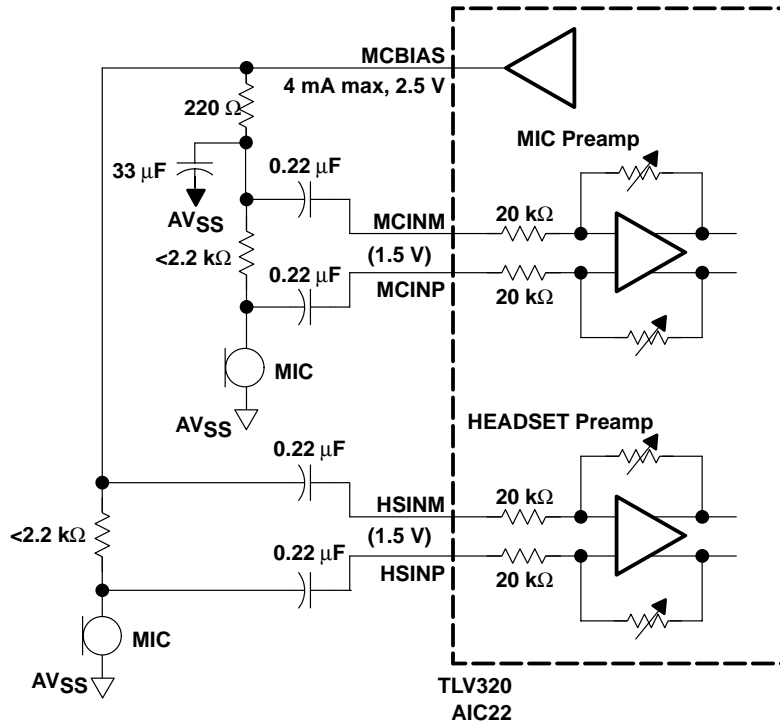 MCBIAS
4 mA max, 2.5 V
220 Ω
MIC Preamp
33 μF
0.22 μF
AVSS
MCINM
20 kΩ
<2.2 kΩ
(1.5 V)
0.22 μF
MCINP
20 kΩ
MIC
AVSS
HEADSET Preamp
0.22 μF
HSINM
20 kΩ
<2.2 kΩ
(1.5 V)
0.22 μF
HSINP
20 kΩ
MIC
AVSS
TLV320
AIC22